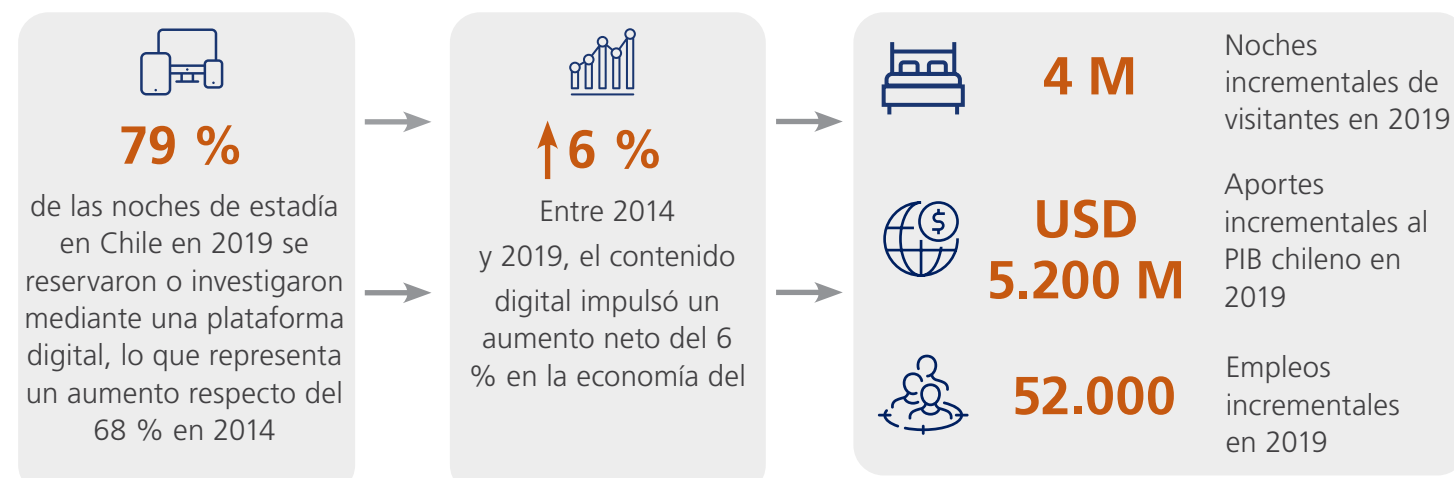 79 %
de las noches de estadía
en Chile en 2019 se
reservaron o investigaron
mediante una plataforma
digital, lo que representa
un aumento respecto del
68 % en 2014
6 %
Entre 2014
y 2019, el contenido
digital impulsó un
aumento neto del 6
% en la economía del
4 M
Noches
incrementales de
visitantes en 2019
$
USD
5.200 M
Aportes
incrementales al
PIB chileno en
2019
52.000
Empleos
incrementales
en 2019